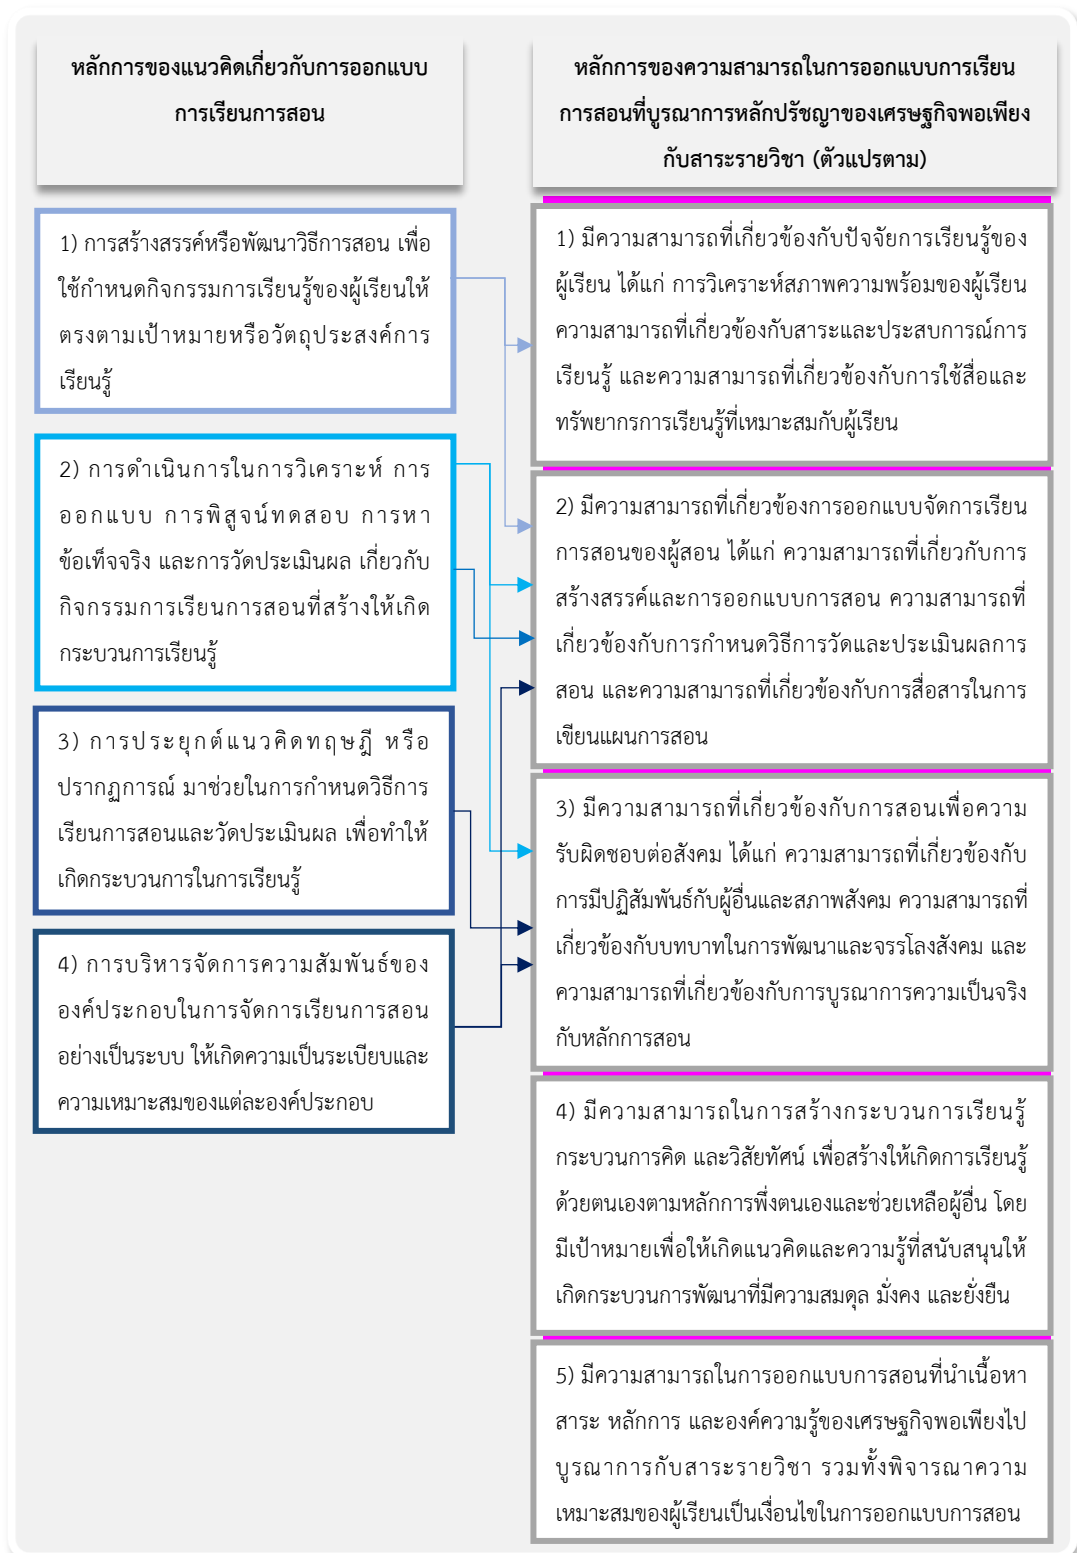 หลักการของแนวคิดเกี่ยวกับการออกแบบ
การเรียนการสอน
1) การสร้างสรรค์หรือพัฒนาวิธีการสอน เพื่อ
ใช้กำหนดกิจกรรมการเรียนรู้ของผู้เรียนให้
ตรงตามเป้าหมายหรือวัตถุประสงค์การ
เรียนรู้
2) การดำเนินการในการวิเคราะห์ การ
ออกแบบ การพิสูจน์ทดสอบ การหา
ข้อเท็จจริง และการวัดประเมินผล เกี่ยวกับ
กิจกรรมการเรียนการสอนที่สร้างให้เกิด
กระบวนการเรียนรู้
3) การประยุกต์แนวคิดทฤษฎี หรือ
ปรากฏการณ์ มาช่วยในการกำหนดวิธีการ
เรียนการสอนและวัดประเมินผล เพื่อทำให้
เกิดกระบวนการในการเรียนรู้
4) การบริหารจัดการความสัมพันธ์ของ
องค์ประกอบในการจัดการเรียนการสอน
อย่างเป็นระบบ ให้เกิดความเป็นระเบียบและ
ความเหมาะสมของแต่ละองค์ประกอบ
หลักการของความสามารถในการออกแบบการเรียน
การสอนที่บูรณาการหลักปรัชญาของเศรษฐกิจพอเพียง
กับสาระรายวิชา (ตัวแปรตาม)
1) มีความสามารถที่เกี่ยวข้องกับปัจจัยการเรียนรู้ของ
ผู้เรียน ได้แก่ การวิเคราะห์สภาพความพร้อมของผู้เรียน
ความสามารถที่เกี่ยวข้องกับสาระและประสบการณ์การ
เรียนรู้ และความสามารถที่เกี่ยวข้องกับการใช้สื่อและ
ทรัพยากรการเรียนรู้ที่เหมาะสมกับผู้เรียน
2) มีความสามารถที่เกี่ยวข้องการออกแบบจัดการเรียน
การสอนของผู้สอน ได้แก่ ความสามารถที่เกี่ยวกับการ
สร้างสรรค์และการออกแบบการสอน ความสามารถที่
เกี่ยวข้องกับการกำหนดวิธีการวัดและประเมินผลการ
สอน และความสามารถที่เกี่ยวข้องกับการสื่อสารในการ
เขียนแผนการสอน
3) มีความสามารถที่เกี่ยวข้องกับการสอนเพื่อความ
รับผิดชอบต่อสังคม ได้แก่ ความสามารถที่เกี่ยวข้องกับ
การมีปฏิสัมพันธ์กับผู้อื่นและสภาพสังคม ความสามารถที่
เกี่ยวข้องกับบทบาทในการพัฒนาและจรรโลงสังคม และ
ความสามารถที่เกี่ยวข้องกับการบูรณาการความเป็นจริง
กับหลักการสอน
4) มีความสามารถในการสร้างกระบวนการเรียนรู้
กระบวนการคิด และวิสัยทัศน์ เพื่อสร้างให้เกิดการเรียนรู้
ด้วยตนเองตามหลักการพึ่งตนเองและช่วยเหลือผู้อื่น โดย
มีเป้าหมายเพื่อให้เกิดแนวคิดและความรู้ที่สนับสนุนให้
เกิดกระบวนการพัฒนาที่มีความสมดุล มั่งคง และยั่งยืน
5) มีความสามารถในการออกแบบการสอนที่นำเนื้อหา
สาระ หลักการ และองค์ความรู้ของเศรษฐกิจพอเพียงไป
บูรณาการกับสาระรายวิชา รวมทั้งพิจารณาความ
เหมาะสมของผู้เรียนเป็นเงื่อนไขในการออกแบบการสอน